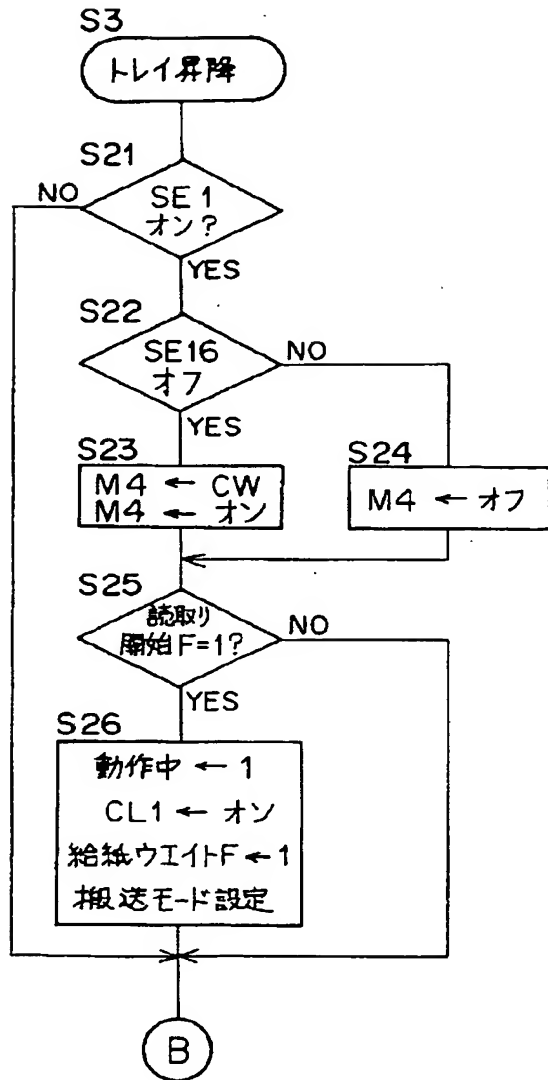 S3
トレイ昇降
S21
NO
SE1
オン?
YES
S22
SE16
オフ
NO
YES
S23
M4 ← CW
M4 ← オン
S24
M4 ← オフ
S25
読取り
開始F=1?
NO
YES
S26
動作中 ← 1
CL1 ← オン
給紙ウエイトF ← 1
搬送モード設定
B